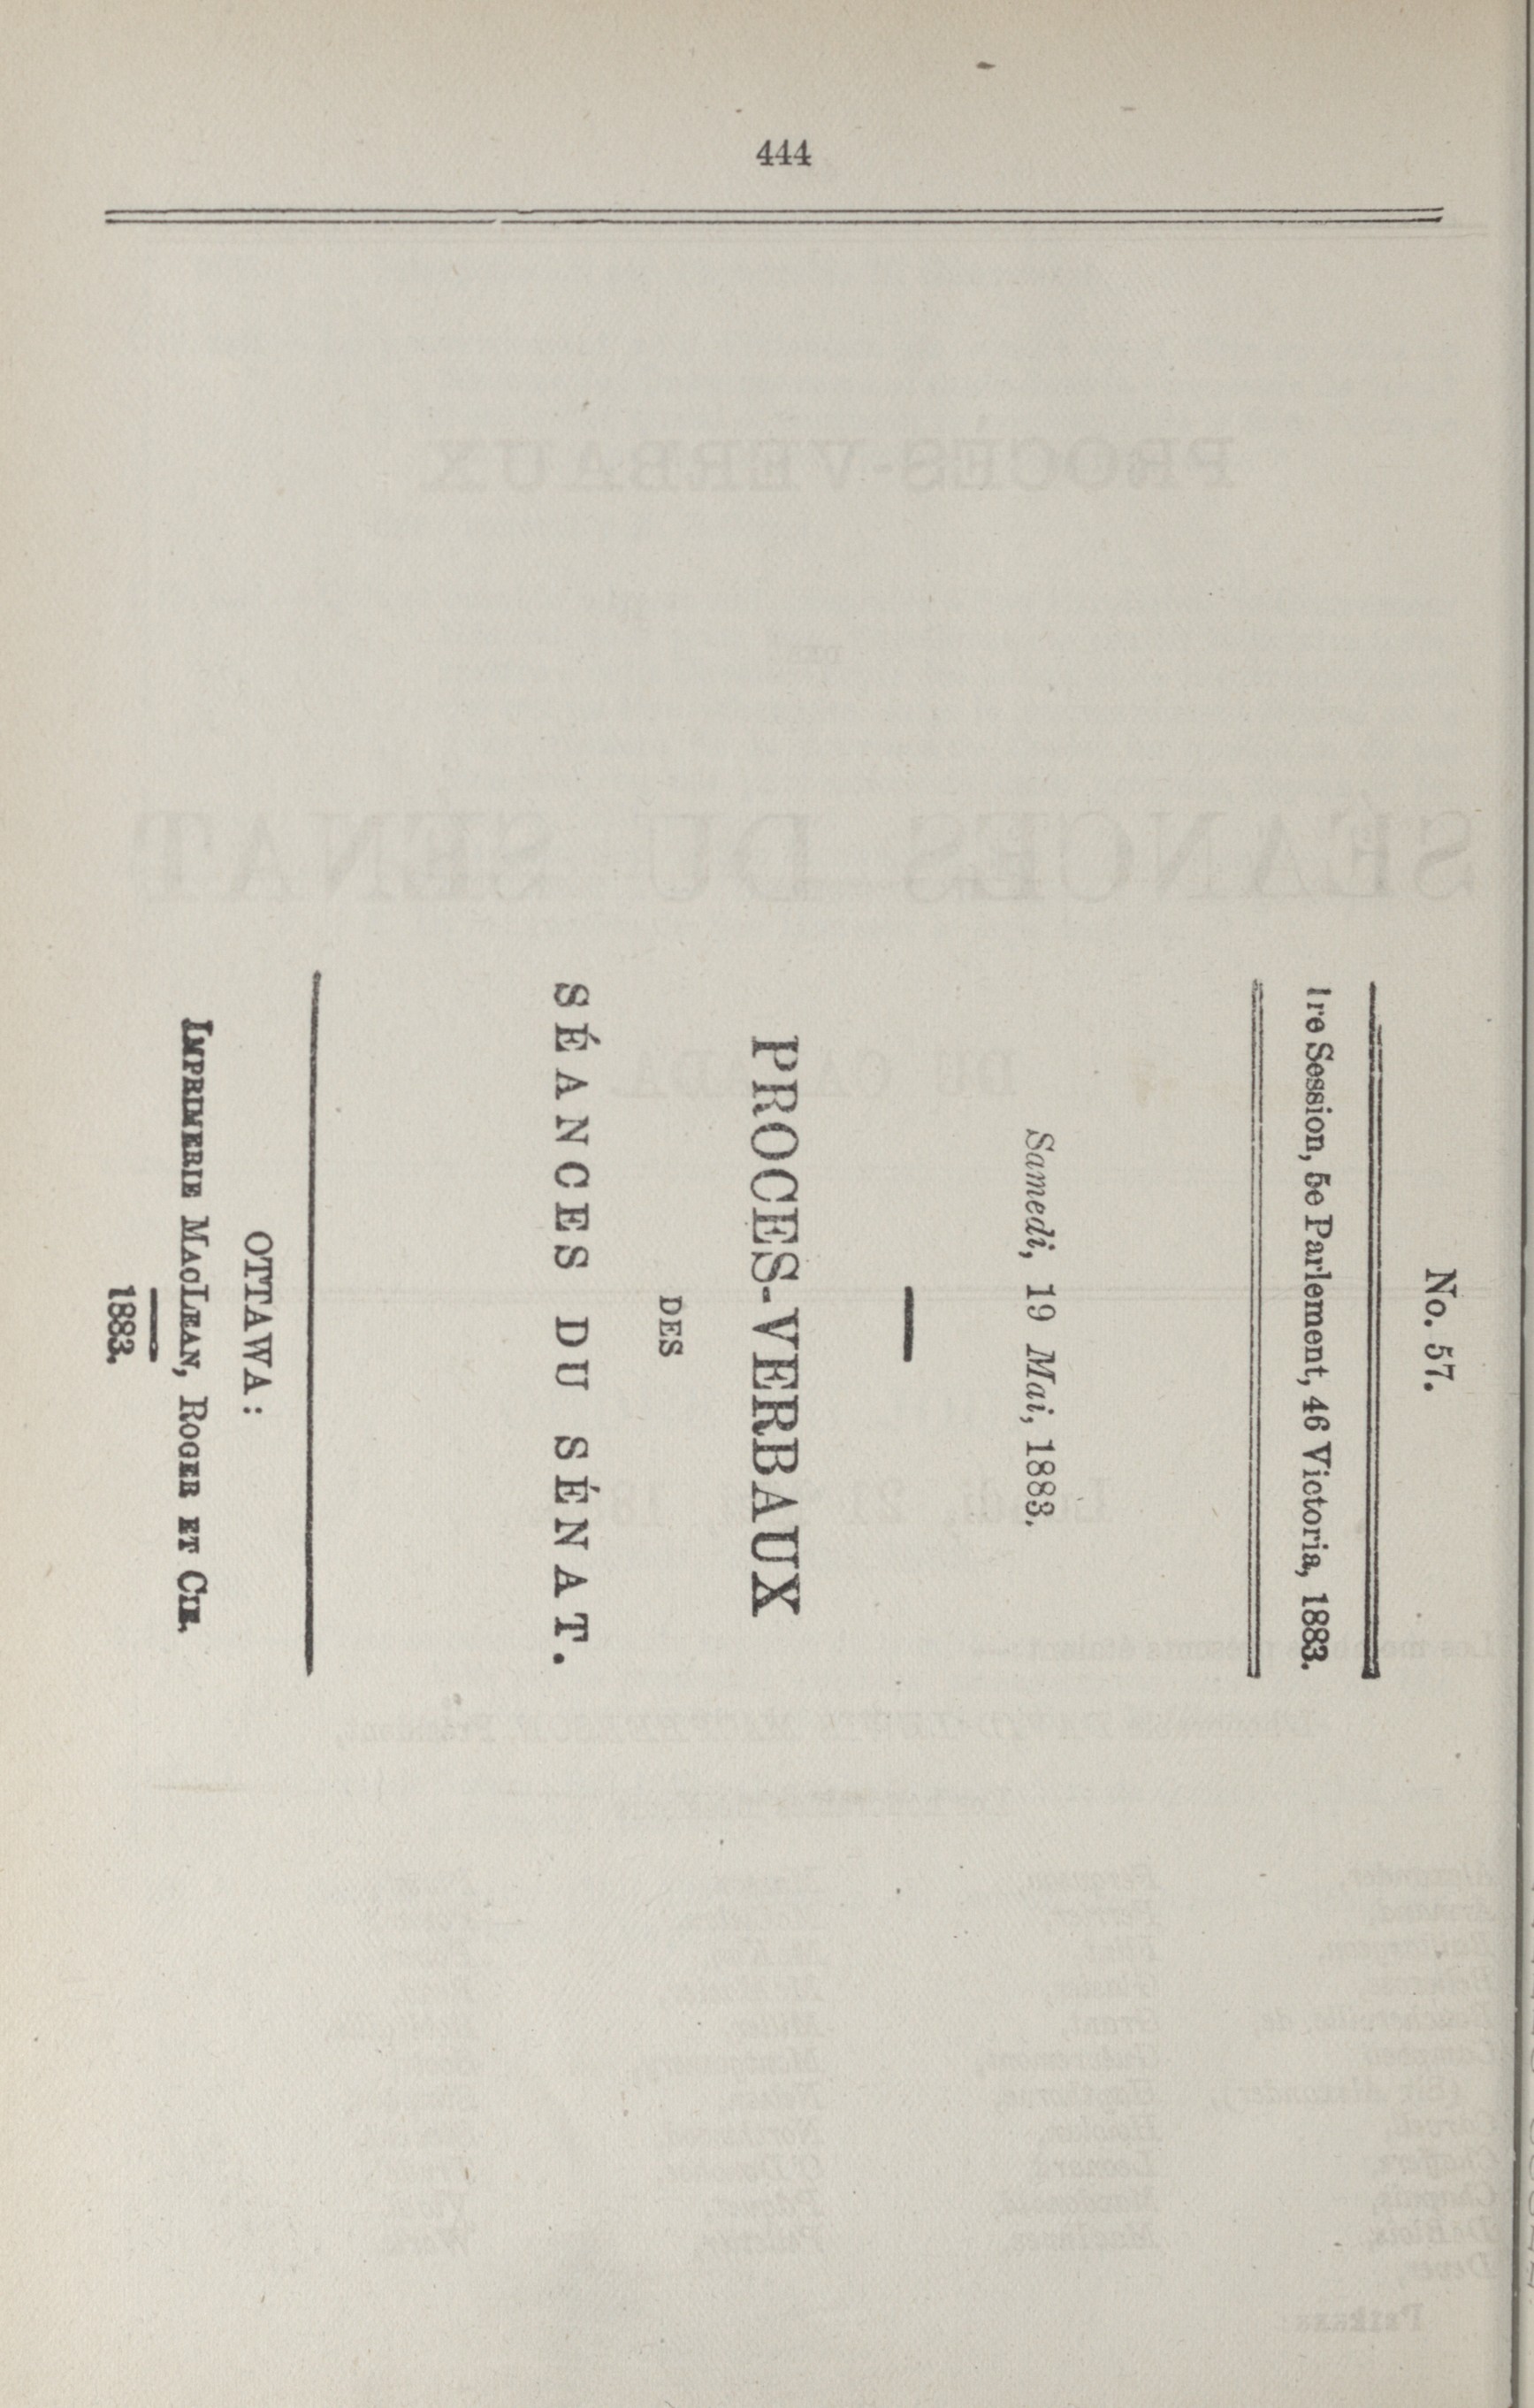 444
No. 57.
1re Session, 5e Parlement, 46 Victoria, 1883.
Samedi, 19 Mai, 1883.
PROCES-VERBAUX
DES
SÉANCES DU SÉNAT.
OTTAWA:
IMPRIMERIE MACLEAN, ROGER ET CIE.
1883.